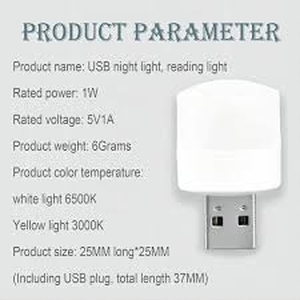 PRODUCT PARAMETER
Product name: USB night light, reading light
Rated power: 1W
Rated voltage: 5V1A
Product weight: 6Grams
Product color temperature:
white light 6500K
Yellow light 3000K
Product size: 25MM long*25MM
(Including USB plug, total length 37MM)